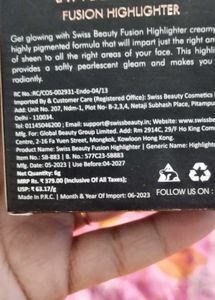 FUSION HIGHLIGHTER
Get glowing with Swiss Beauty Fusion Highlighter creamy
highly pigmented formula that will import just the right am
of sheen to all the right areas of your face. This highl
provides a softly pearlescent gleam and makes you
radiantly.
No. :RC/COS-002931-Endo-04/13
Imported by & Customer Care (Registered Office): Swiss Beauty Cosmetics
Add: Unit No. 207, Ndm-1, Plot No- B-2,3,4, Netaji Subhash Place, Pitampu
Delhi - 110034.
Tel: 01145046200 | Email: support@swissbeauty.in | Website: www.swissbe
Mfg. For: Global Beauty Group Limited. Add: Rm 2914C, 29/F Ho King Com
Centre, 2-16 Fa Yuen Street, Mongkok, Kowloon Hong Kong.
Product Name: Swiss Beauty Fusion Highlighter | Generic Name: Highlighte
Item No.: SB-883 | B. No.: S77C23-SB883
Mfg Date: 05-2023 | Use Before:04-2027
Net Quantity: 6g
MRP Rs. ₹ 379.00 (Inclusive Of All Taxes);
USP: ₹ 63.17/g
Made In P.R.C. | Month & Year Of Import: 06-2023
FOLLOW US ON :